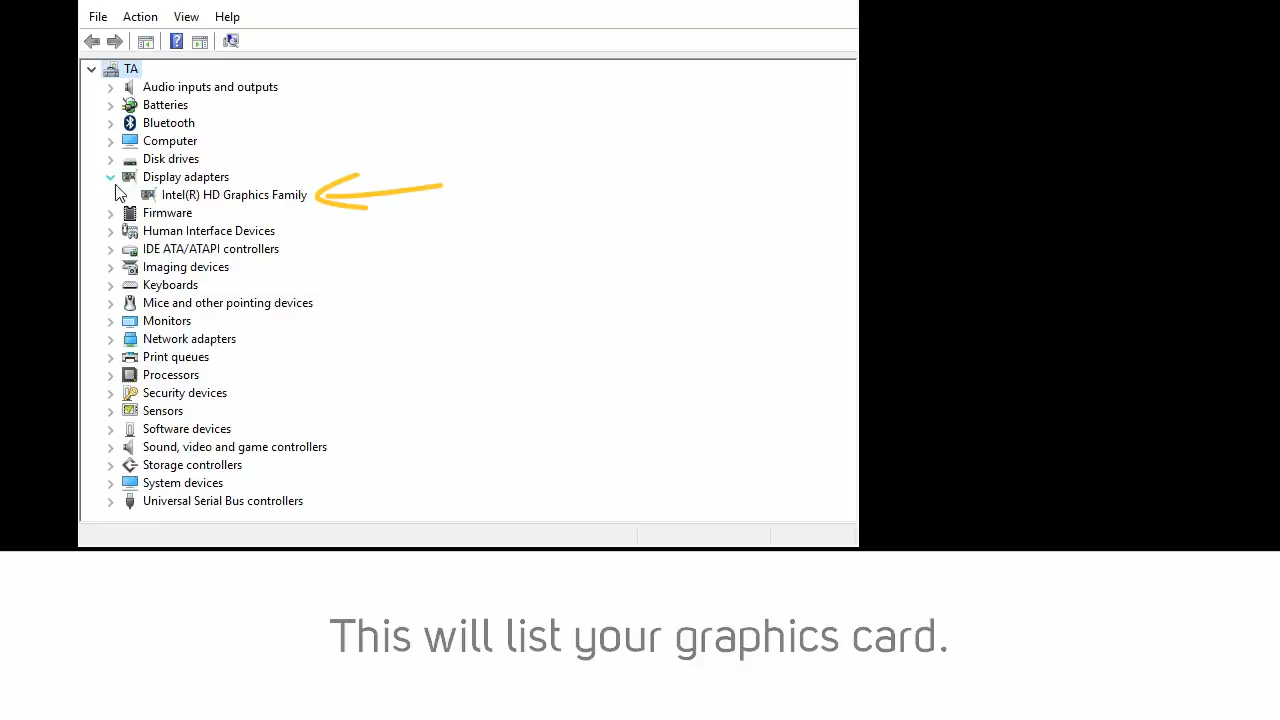 File Action View Help
TA
Audio inputs and outputs
Batteries
Bluetooth
Computer
Disk drives
Display adapters
Intel(R) HD Graphics Family
Firmware
Human Interface Devices
IDE ATA/ATAPI controllers
Imaging devices
Keyboards
Mice and other pointing devices
Monitors
Network adapters
Print queues
Processors
Security devices
Sensors
Software devices
Sound, video and game controllers
Storage controllers
System devices
Universal Serial Bus controllers
This will list your graphics card.